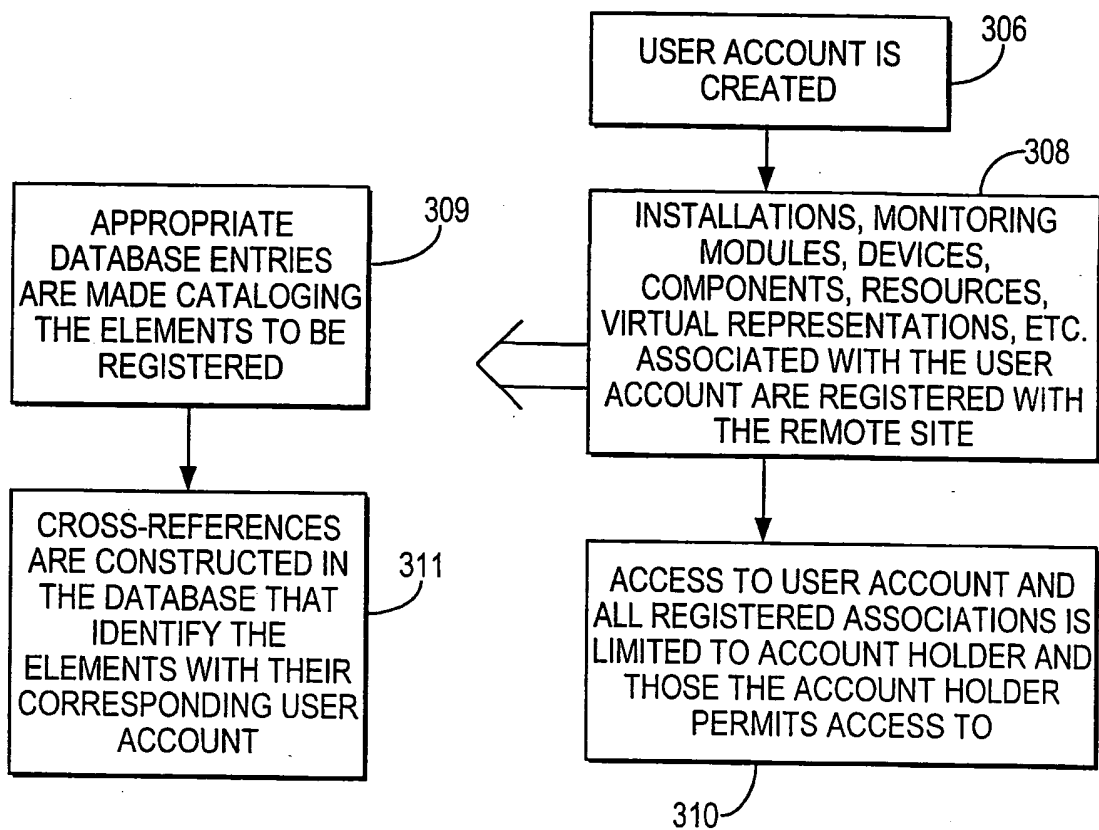 306
USER ACCOUNT IS
CREATED
308
INSTALLATIONS, MONITORING
MODULES, DEVICES,
COMPONENTS, RESOURCES,
VIRTUAL REPRESENTATIONS, ETC.
ASSOCIATED WITH THE USER
ACCOUNT ARE REGISTERED WITH
THE REMOTE SITE
309
APPROPRIATE
DATABASE ENTRIES
ARE MADE CATALOGING
THE ELEMENTS TO BE
REGISTERED
311
CROSS-REFERENCES
ARE CONSTRUCTED IN
THE DATABASE THAT
IDENTIFY THE
ELEMENTS WITH THEIR
CORRESPONDING USER
ACCOUNT
ACCESS TO USER ACCOUNT AND
ALL REGISTERED ASSOCIATIONS IS
LIMITED TO ACCOUNT HOLDER AND
THOSE THE ACCOUNT HOLDER
PERMITS ACCESS TO
310